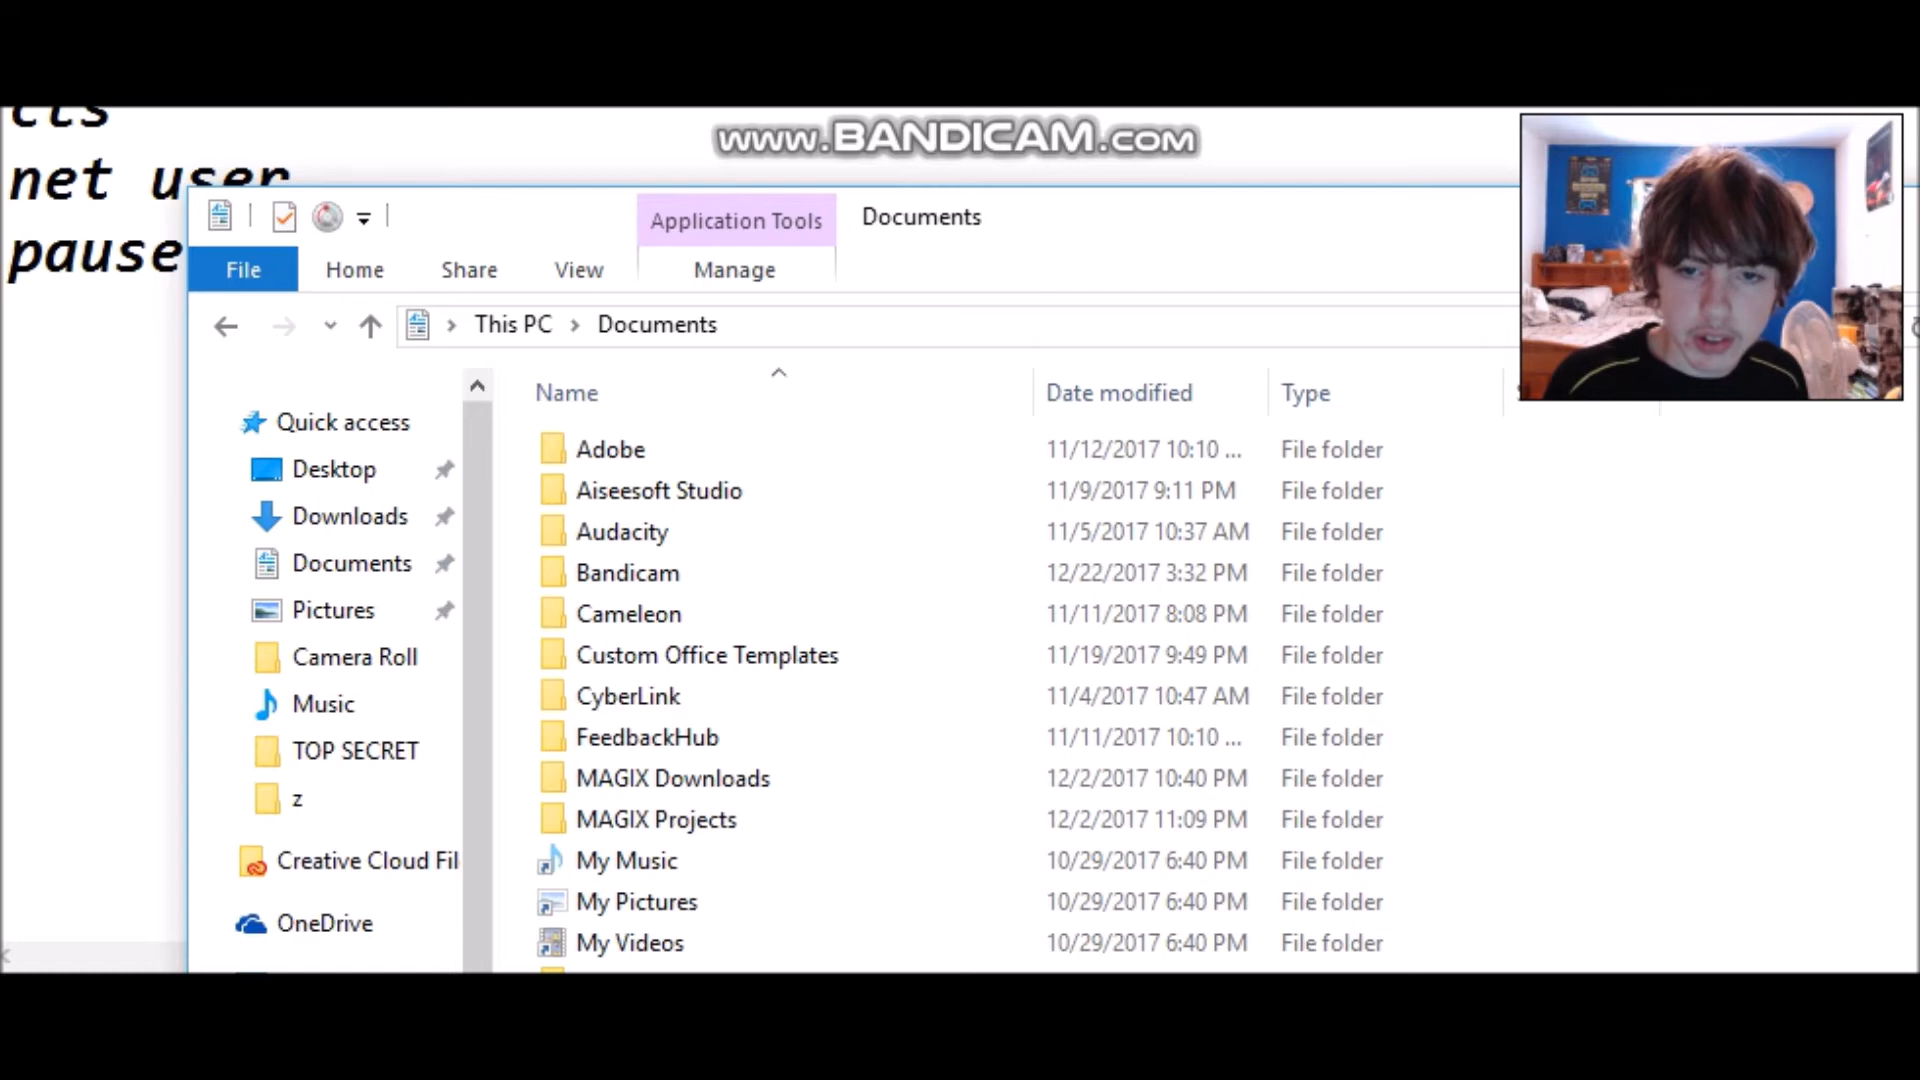 cls
www.BANDICAM.com
net user
pause
Application Tools
Documents
File
Home
Share
View
Manage
This PC
Documents
Name
Date modified
Type
Quick access
Desktop
Downloads
Documents
Pictures
Camera Roll
Music
TOP SECRET
z
Creative Cloud Fil
OneDrive
Adobe 11/12/2017 10:10 ... File folder
Aiseesoft Studio 11/9/2017 9:11 PM File folder
Audacity 11/5/2017 10:37 AM File folder
Bandicam 12/22/2017 3:32 PM File folder
Cameleon 11/11/2017 8:08 PM File folder
Custom Office Templates 11/19/2017 9:49 PM File folder
CyberLink 11/4/2017 10:47 AM File folder
FeedbackHub 11/11/2017 10:10 ... File folder
MAGIX Downloads 12/2/2017 10:40 PM File folder
MAGIX Projects 12/2/2017 11:09 PM File folder
My Music 10/29/2017 6:40 PM File folder
My Pictures 10/29/2017 6:40 PM File folder
My Videos 10/29/2017 6:40 PM File folder